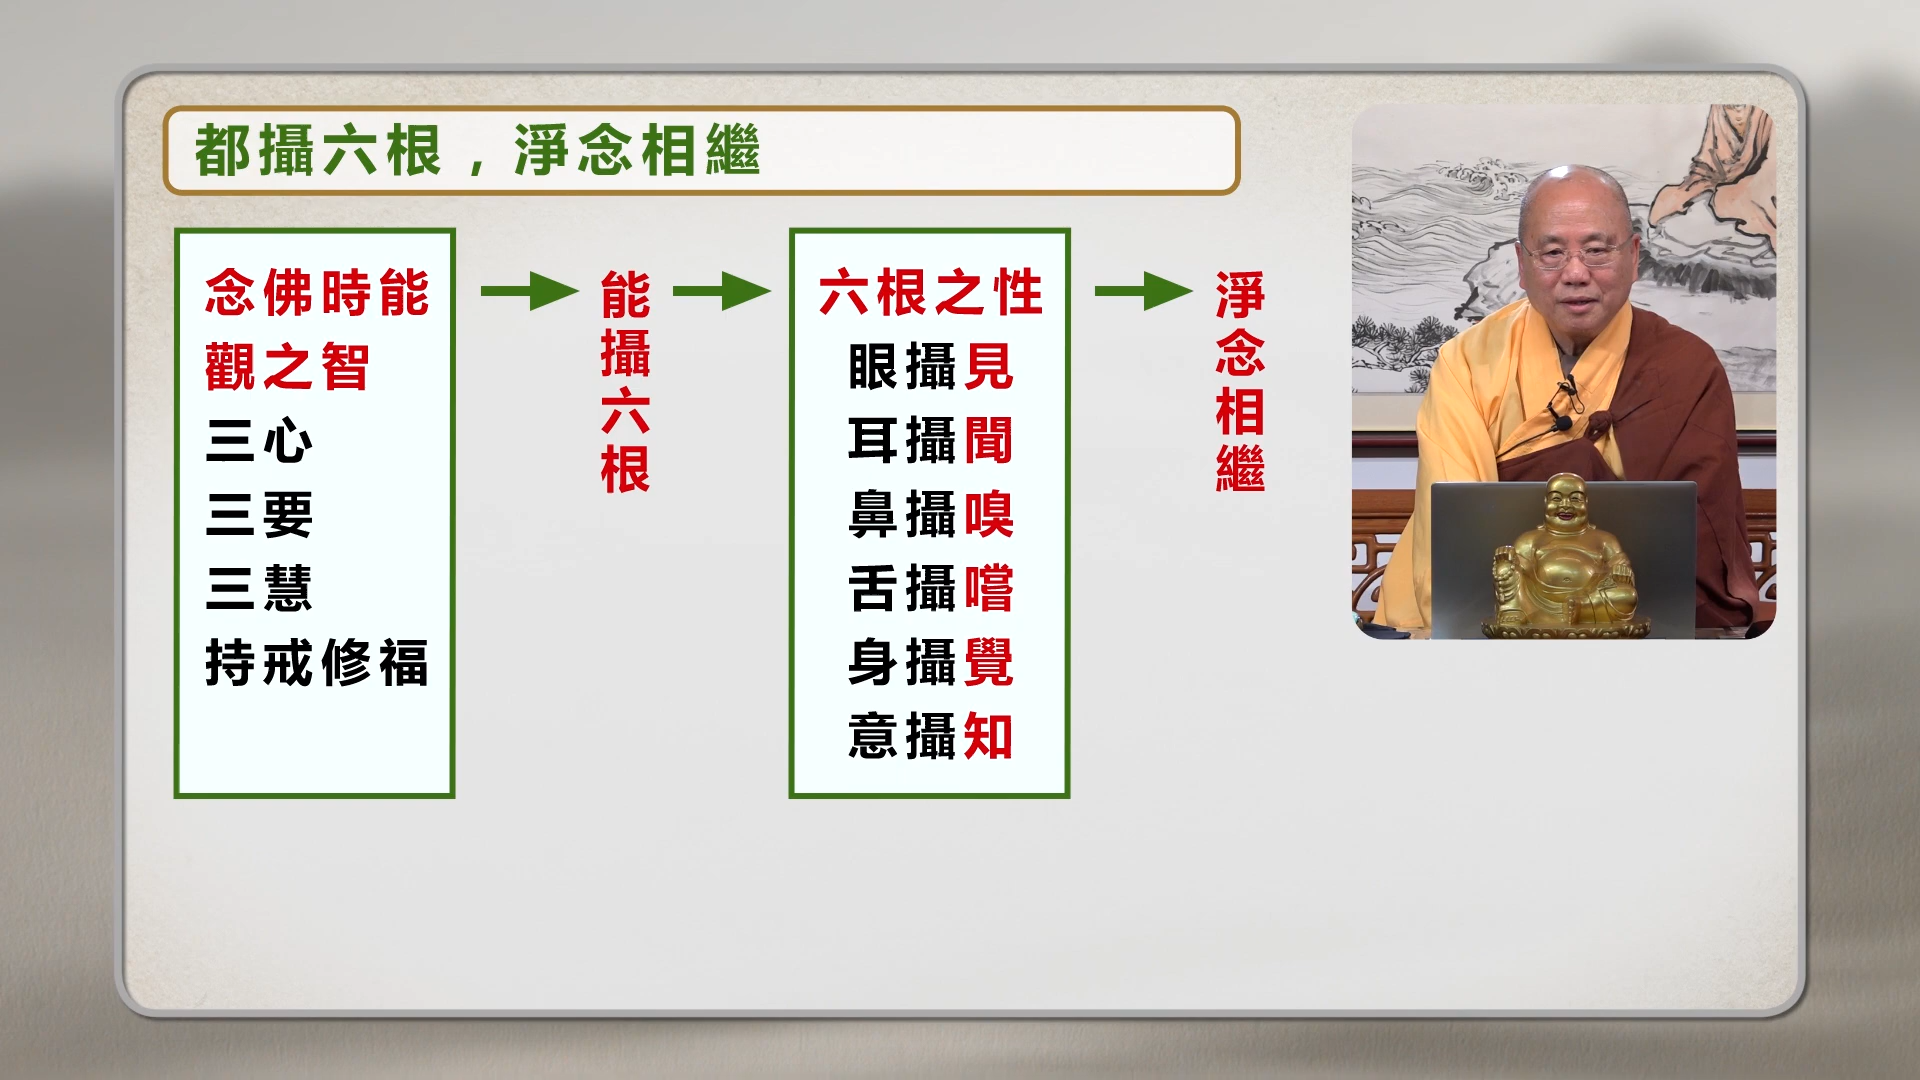 都攝六根，淨念相繼
念佛時能
觀之智
三心
三要
三慧
持戒修福
能攝六根
六根之性
眼攝見
耳攝聞
鼻攝嗅
舌攝嚐
身攝覺
意攝知
淨念相繼